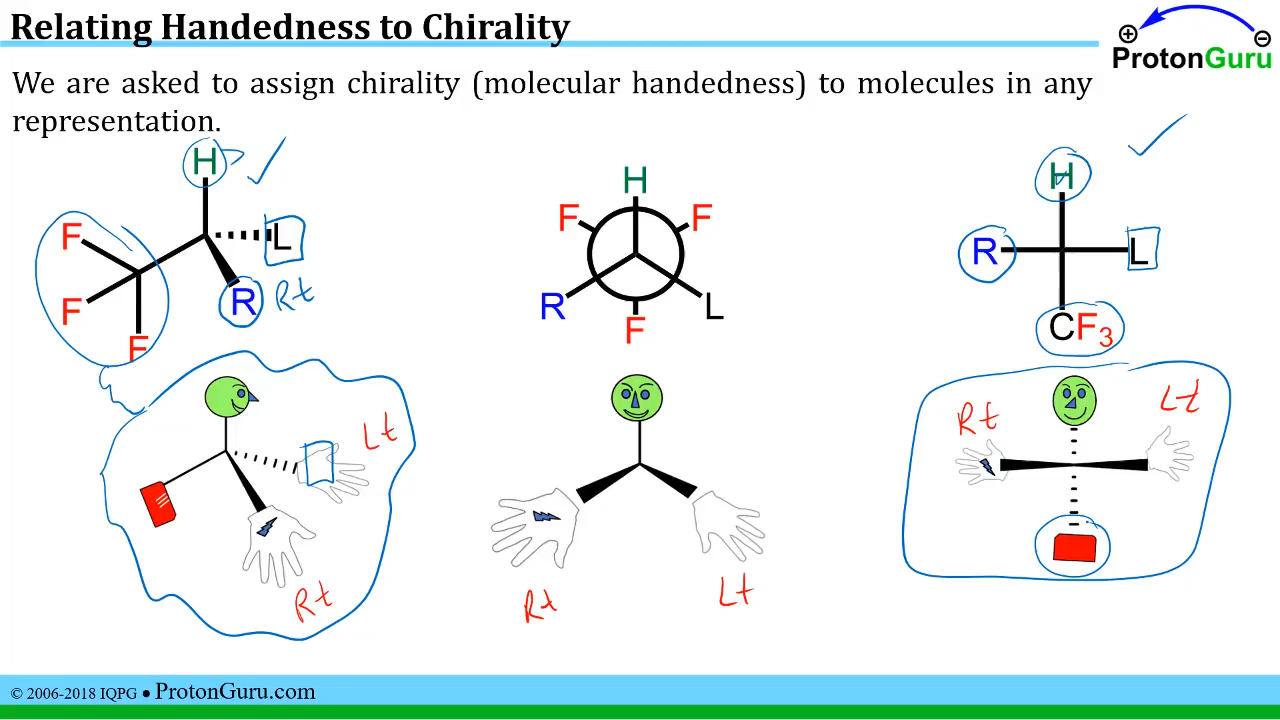 Relating Handedness to Chirality
ProtonGuru
We are asked to assign chirality (molecular handedness) to molecules in any
representation.
H
F
L
F
R Rt
F
H
F F
R L
F
H
R L
CF3
Lt
Rt
Rt
Lt
Rt
Lt
© 2006-2018 IQPG ● ProtonGuru.com